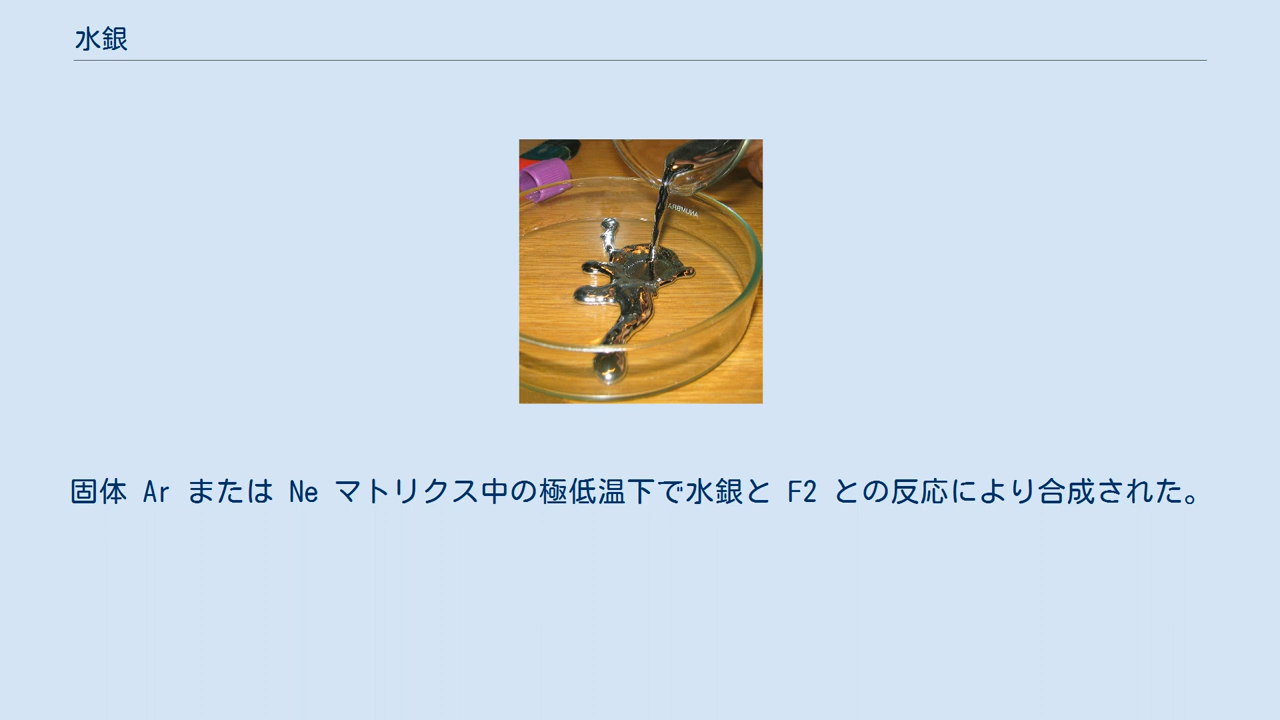 水銀
固体 Ar または Ne マトリクス中の極低温下で水銀と F2 との反応により合成された。